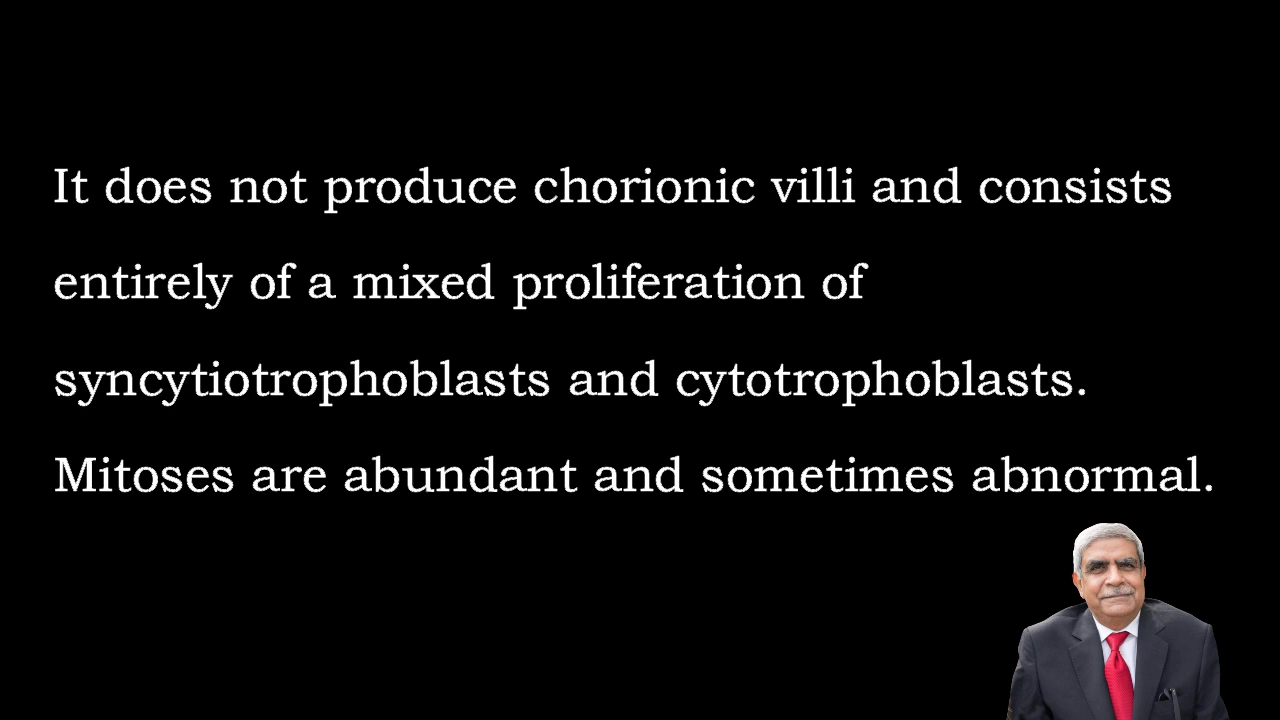 It does not produce chorionic villi and consists
entirely of a mixed proliferation of
syncytiotrophoblasts and cytotrophoblasts.
Mitoses are abundant and sometimes abnormal.